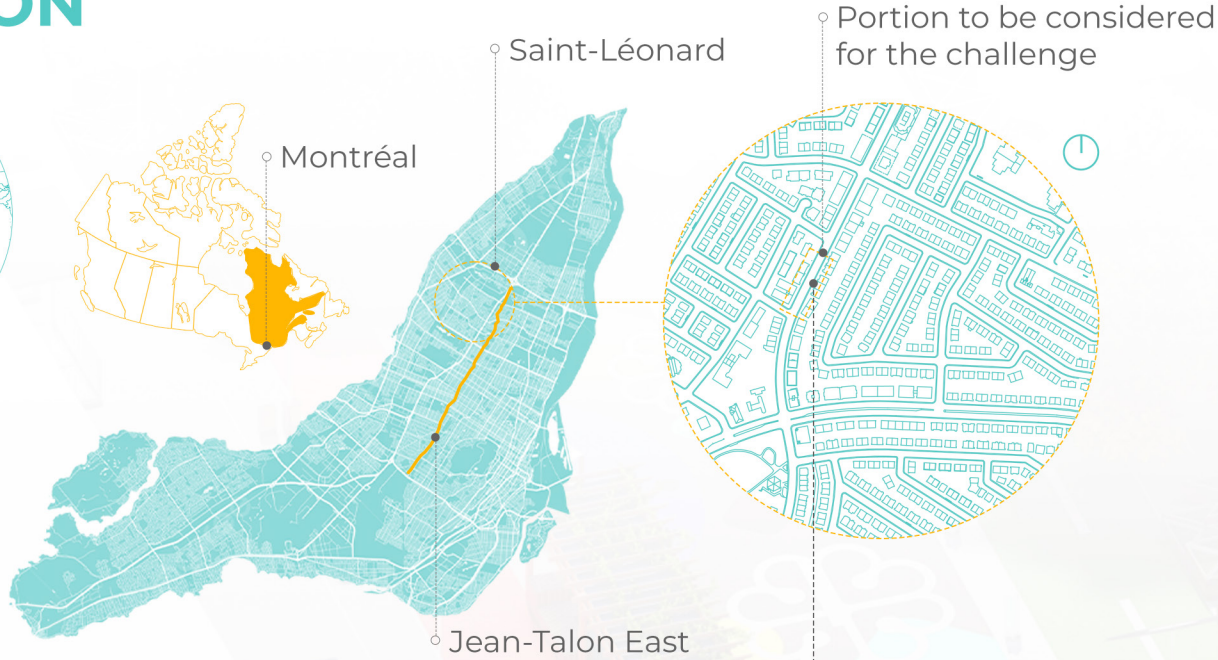 ON
Portion to be considered
for the challenge
Saint-Léonard
Montréal
Jean-Talon East